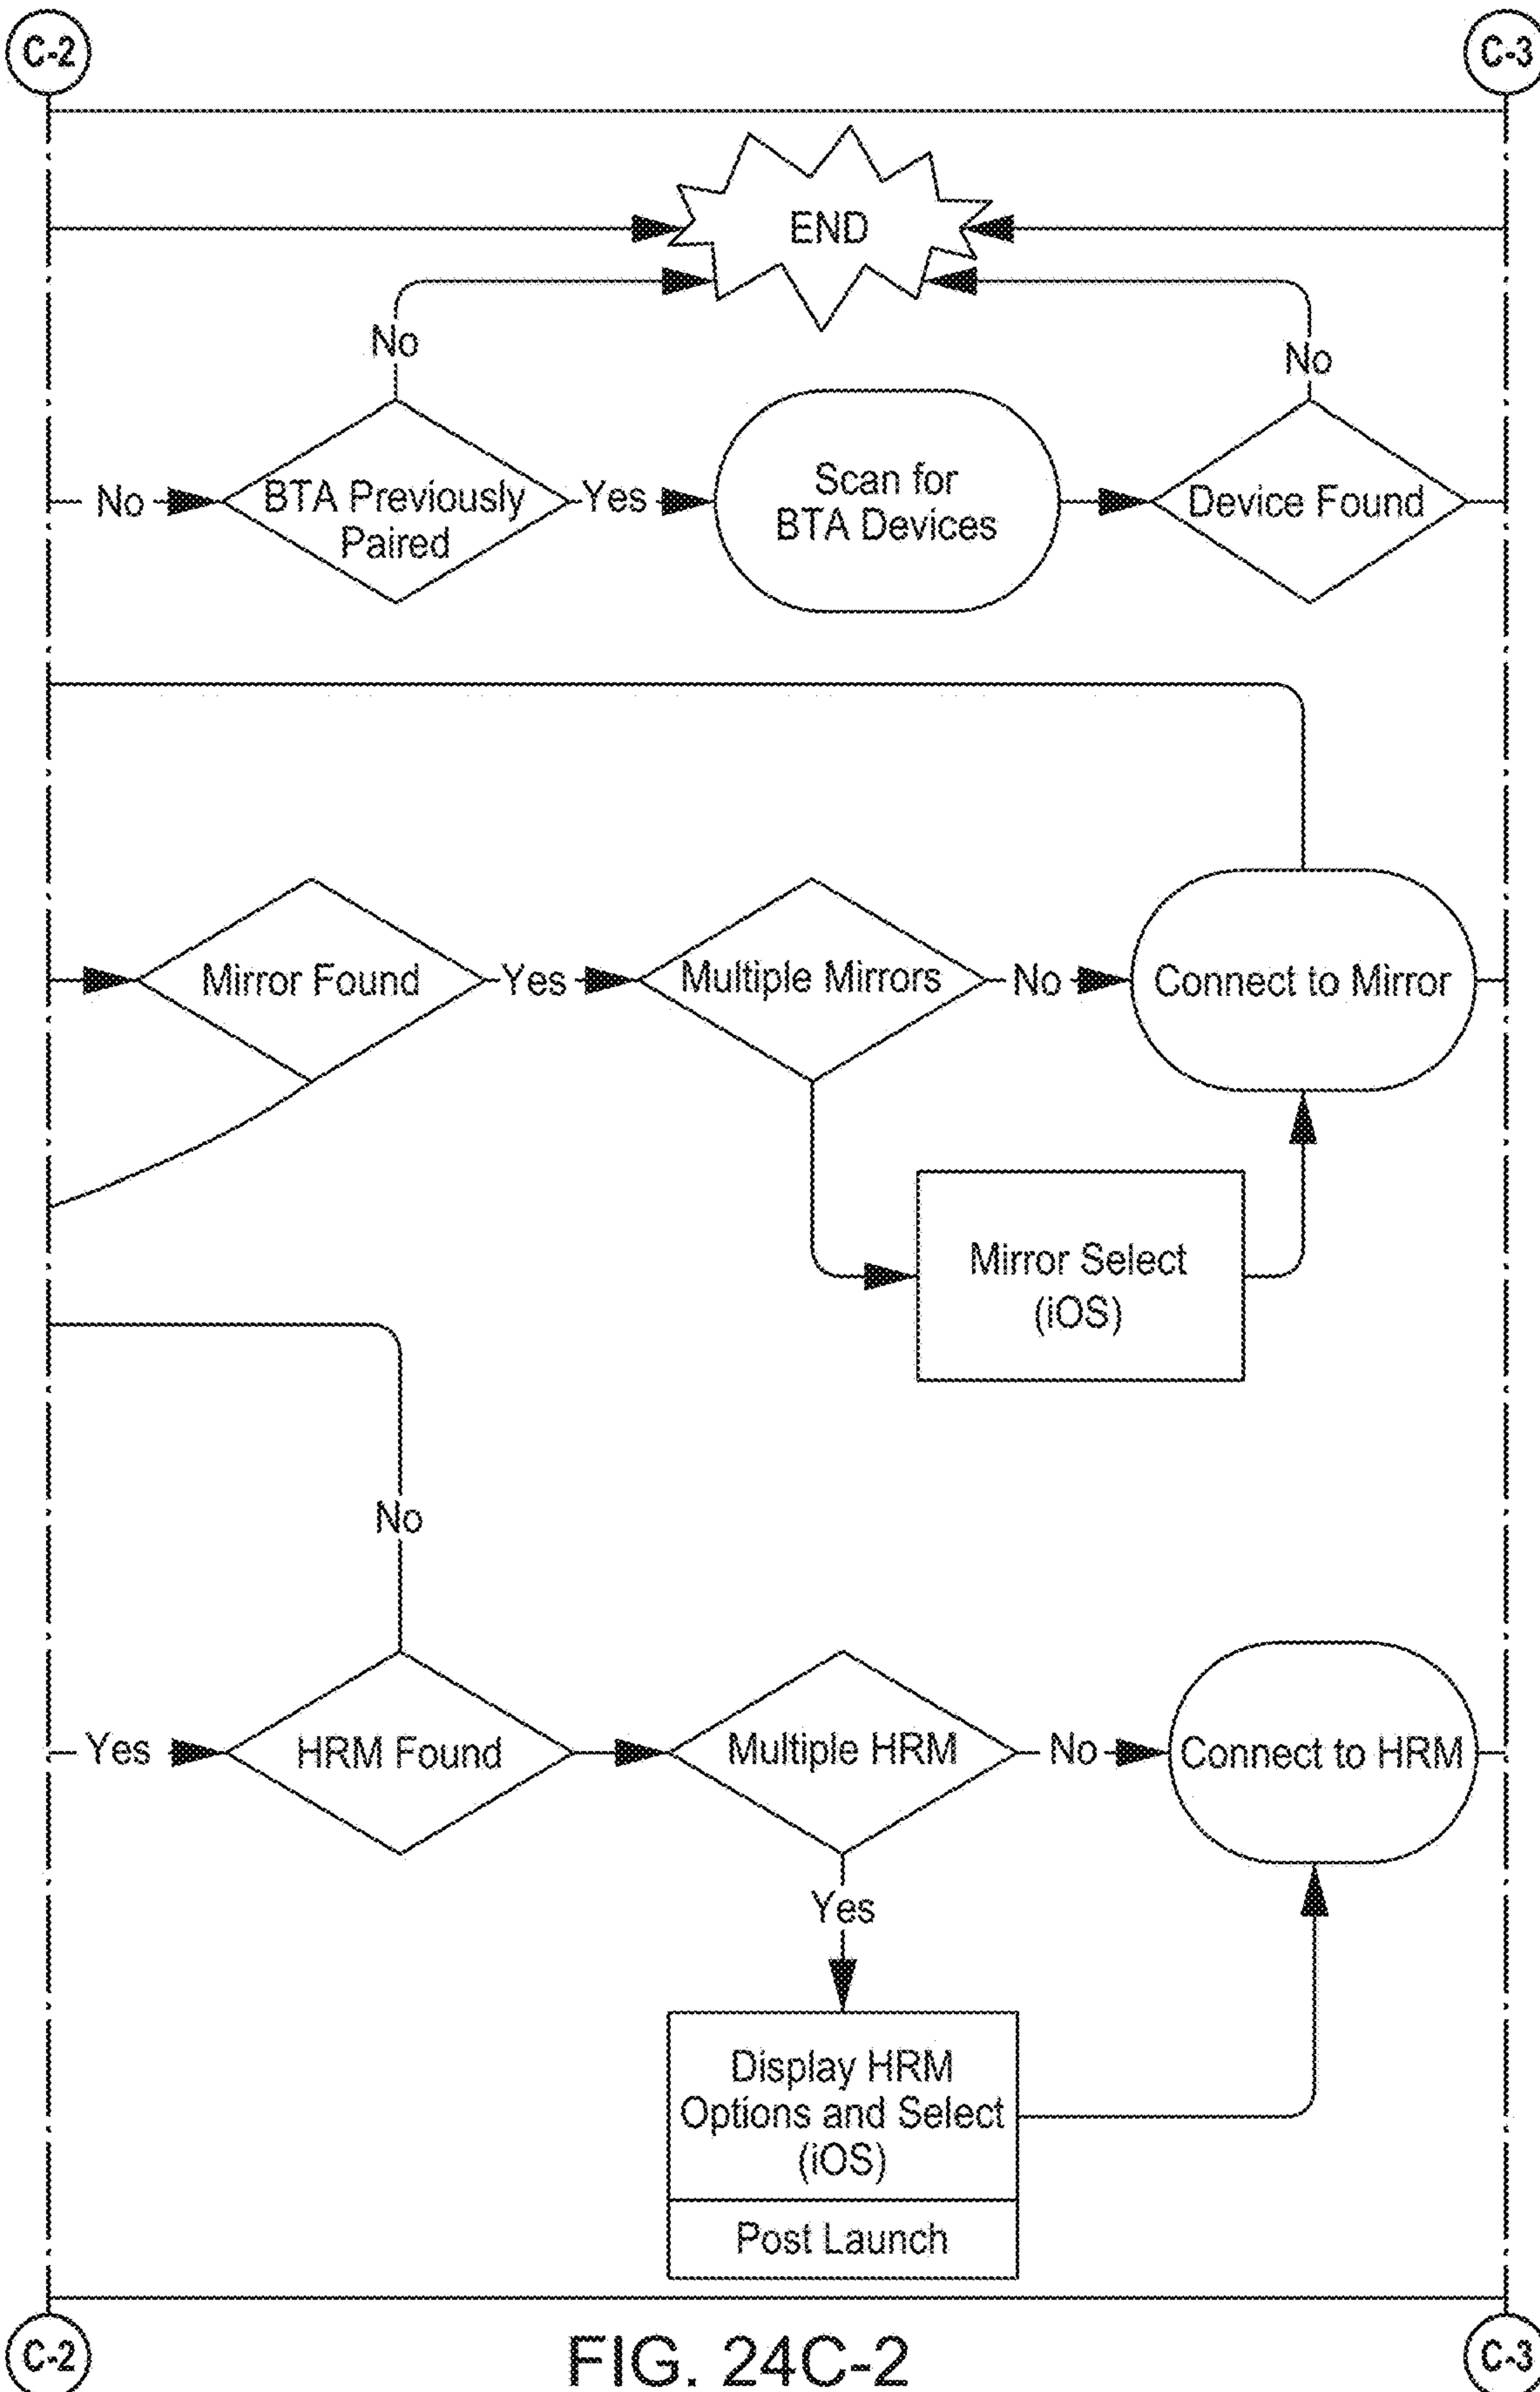 C-2
C-3
END
No
No
No
BTA Previously
Paired
Yes
Scan for
BTA Devices
Device Found
Mirror Found
Yes
Multiple Mirrors
No
Connect to Mirror
Mirror Select
(iOS)
No
Yes
HRM Found
Multiple HRM
No
Connect to HRM
Yes
Display HRM
Options and Select
(iOS)
Post Launch
C-2
C-3
FIG. 24C-2